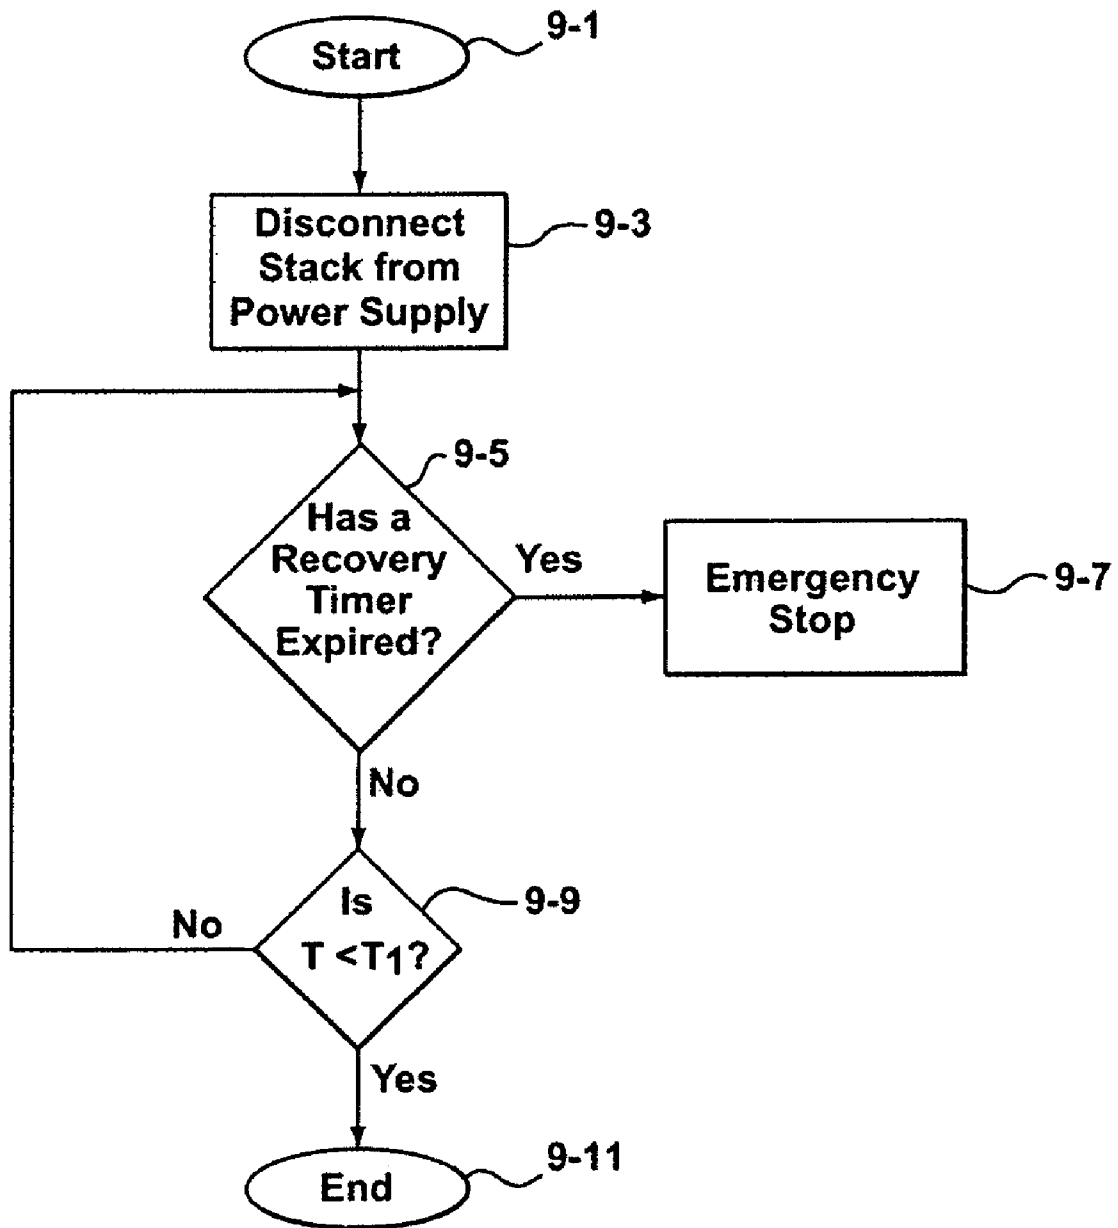 Start
9-1
Disconnect
Stack from
Power Supply
9-3
9-5
Has a
Recovery
Timer
Expired?
Yes
Emergency
Stop
9-7
No
Is
T <T1?
9-9
No
Yes
End
9-11